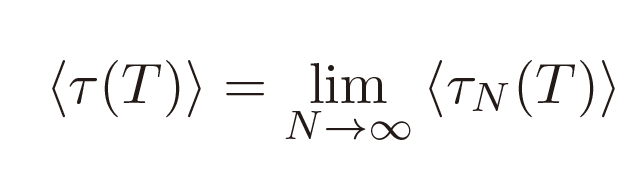 ⟨τ(T)⟩ = lim_{N→∞} ⟨τ_N(T)⟩